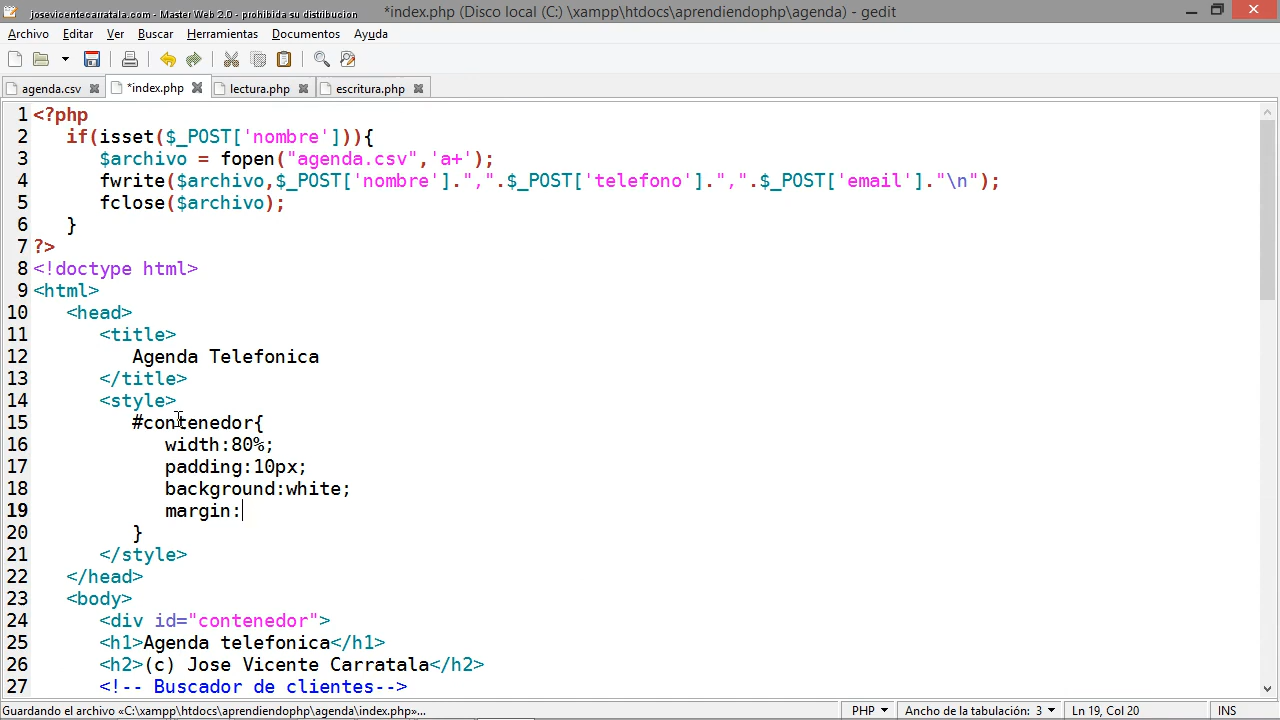 josevicentecarratala.com - Master Web 2.0 - prohibida su distribucion
*index.php (Disco local (C:) \xampp\htdocs\aprendiendophp\agenda) - gedit
Archivo Editar Ver Buscar Herramientas Documentos Ayuda
agenda.csv *index.php lectura.php escritura.php
1 <?php
2 if(isset($_POST['nombre'])){
3 $archivo = fopen("agenda.csv",'a+');
4 fwrite($archivo,$_POST['nombre'].",".$_POST['telefono'].",".$_POST['email']."\n");
5 fclose($archivo);
6 }
7 ?>
8 <!doctype html>
9 <html>
10 <head>
11 <title>
12 Agenda Telefonica
13 </title>
14 <style>
15 #contenedor{
16 width:80%;
17 padding:10px;
18 background:white;
19 margin:
20 }
21 </style>
22 </head>
23 <body>
24 <div id="contenedor">
25 <h1>Agenda telefonica</h1>
26 <h2>(c) Jose Vicente Carratala</h2>
27 <!-- Buscador de clientes-->
Guardando el archivo «C:\xampp\htdocs\aprendiendophp\agenda\index.php»... PHP Ancho de la tabulación: 3 Ln 19, Col 20 INS